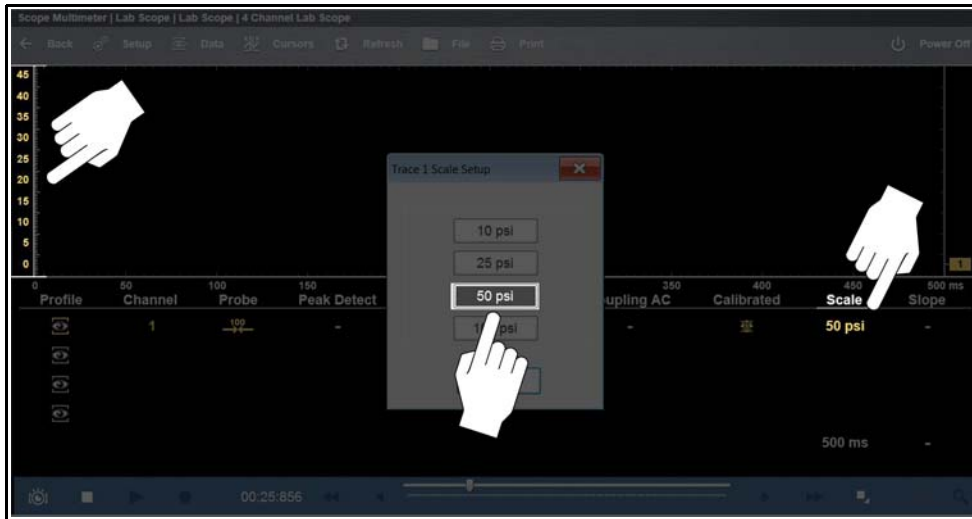 Scope Multimeter | Lab Scope | Lab Scope | 4 Channel Lab Scope
Back Setup Data Cursors Refresh File Print Power Off
45
40
35
30
25
20
15
10
5
0
Trace 1 Scale Setup
10 psi
25 psi
50 psi
psi
1
0 50 100 150 350 400 450 500 ms
Profile Channel Probe Peak Detect Calibrated Scale Slope
AC
1 100 - - 50 psi -
500 ms -
00:25:856